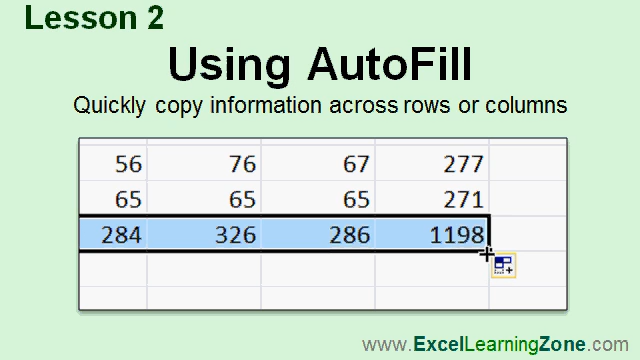 Lesson 2
Using AutoFill
Quickly copy information across rows or columns
56 76 67 277
65 65 65 271
284 326 286 1198
www.ExcelLearningZone.com